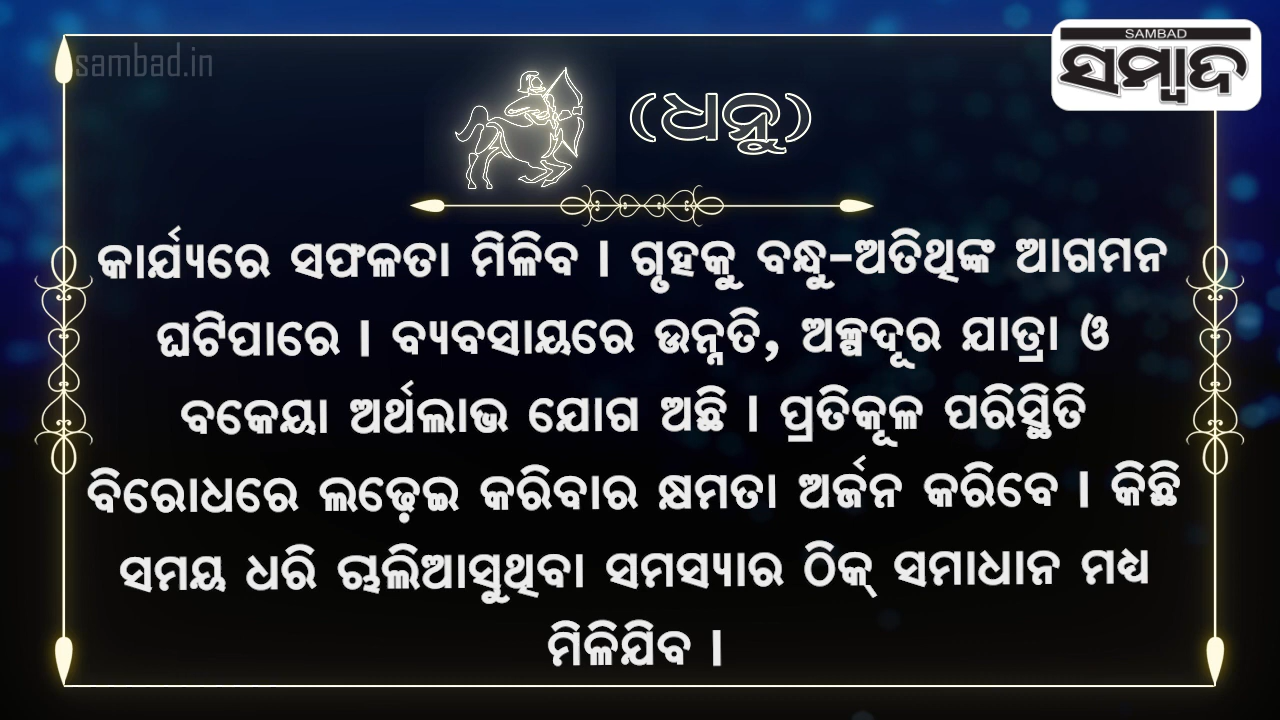 sambad.in
SAMBAD
ସମ୍ବାଦ
(ଧନୁ)
କାର୍ଯ୍ୟରେ ସଫଳତା ମିଳିବ । ଗୃହକୁ ବନ୍ଧୁ-ଅତିଥିଙ୍କ ଆଗମନ
ଘଟିପାରେ । ବ୍ୟବସାୟରେ ଉନ୍ନତି, ଅଳ୍ପଦୂର ଯାତ୍ରା ଓ
ବକେୟା ଅର୍ଥଲାଭ ଯୋଗ ଅଛି । ପ୍ରତିକୂଳ ପରିସ୍ଥିତି
ବିରୋଧରେ ଲଢ଼େଇ କରିବାର କ୍ଷମତା ଅର୍ଜନ କରିବେ । କିଛି
ସମୟ ଧରି ଚାଲିଆସୁଥିବା ସମସ୍ୟାର ଠିକ୍ ସମାଧାନ ମଧ୍ୟ
ମିଳିଯିବ ।